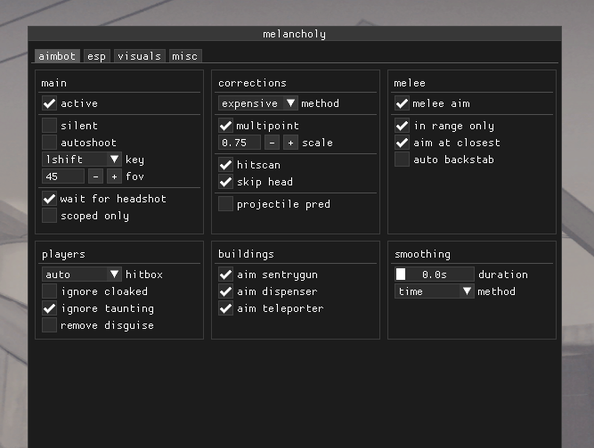 melancholy
aimbot esp visuals misc
main
active
silent
autoshoot
lshift key
45 - + fov
wait for headshot
scoped only
corrections
expensive method
multipoint
0.75 - + scale
hitscan
skip head
projectile pred
melee
melee aim
in range only
aim at closest
auto backstab
players
auto hitbox
ignore cloaked
ignore taunting
remove disguise
buildings
aim sentrygun
aim dispenser
aim teleporter
smoothing
0.0s duration
time method